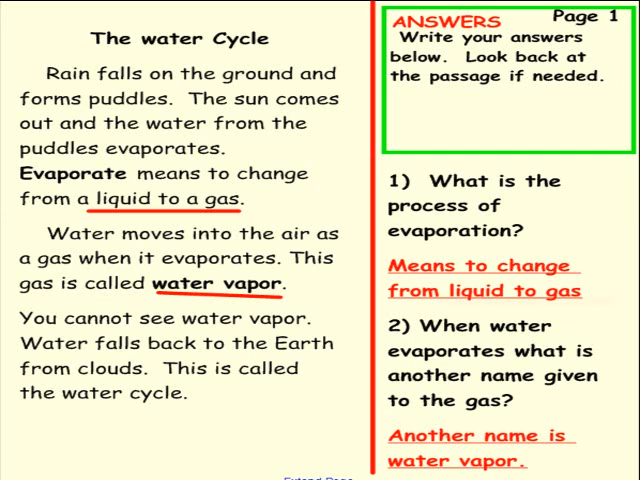 The water Cycle
Rain falls on the ground and
forms puddles. The sun comes
out and the water from the
puddles evaporates.
Evaporate means to change
from a liquid to a gas.
Water moves into the air as
a gas when it evaporates. This
gas is called water vapor.
You cannot see water vapor.
Water falls back to the Earth
from clouds. This is called
the water cycle.
Page 1
ANSWERS
Write your answers
below. Look back at
the passage if needed.
1) What is the
process of
evaporation?
Means to change
from liquid to gas
2) When water
evaporates what is
another name given
to the gas?
Another name is
water vapor.
Extend Page